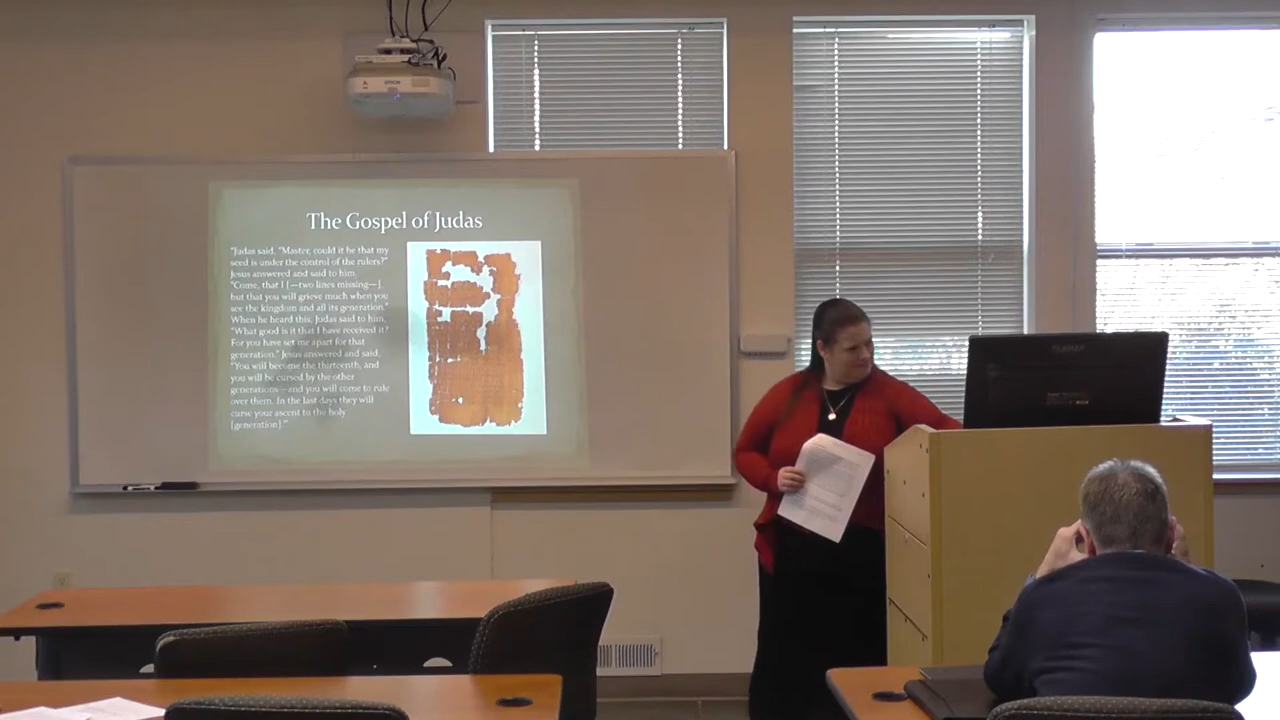 EPSON
The Gospel of Judas
"Judas said, "Master, could it be that my
seed is under the control of the rulers?"
Jesus answered and said to him,
"Come, that I [—two lines missing—],
but that you will grieve much when you
see the kingdom and all its generation."
When he heard this, Judas said to him,
"What good is it that I have received it?
For you have set me apart for that
generation." Jesus answered and said,
"You will become the thirteenth, and
you will be cursed by the other
generations—and you will come to rule
over them. In the last days they will
curse your ascent to the holy
[generation]."